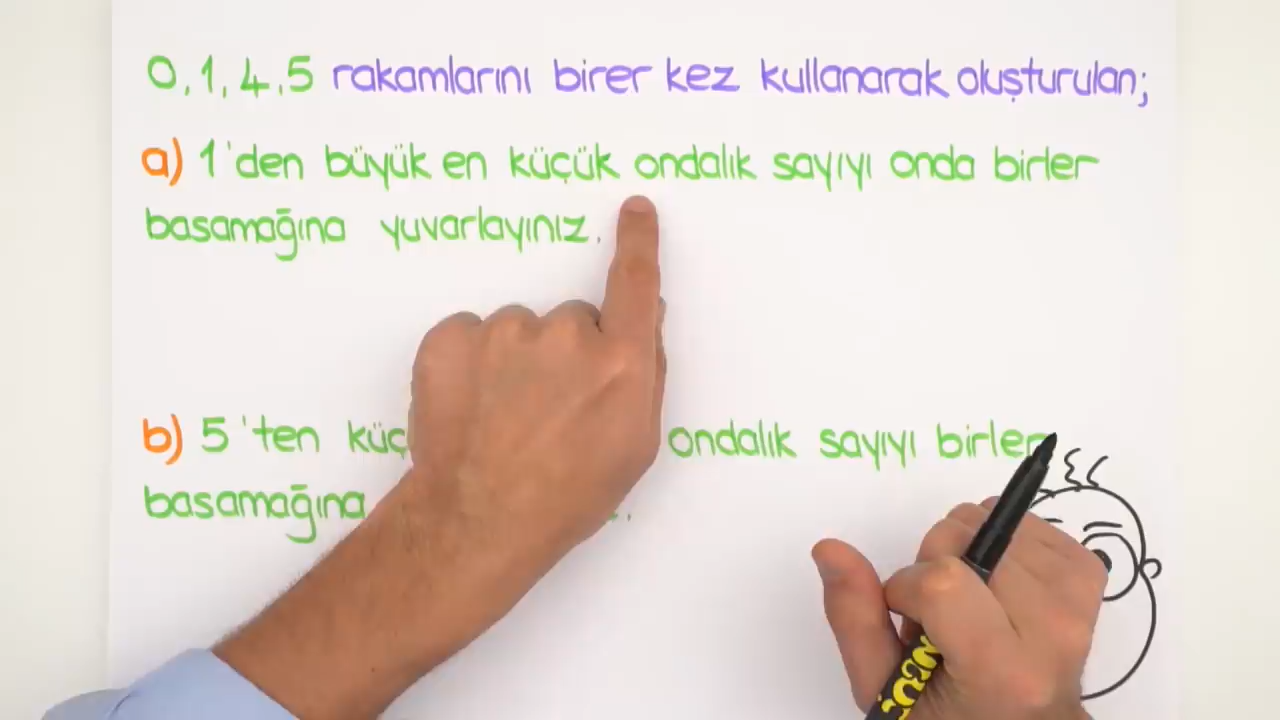 0, 1, 4, 5 rakamlarını birer kez kullanarak oluşturulan;
a) 1'den büyük en küçük ondalık sayıyı onda birler
basamağına yuvarlayınız.
b) 5'ten ondalık sayıyı birler
basamağına